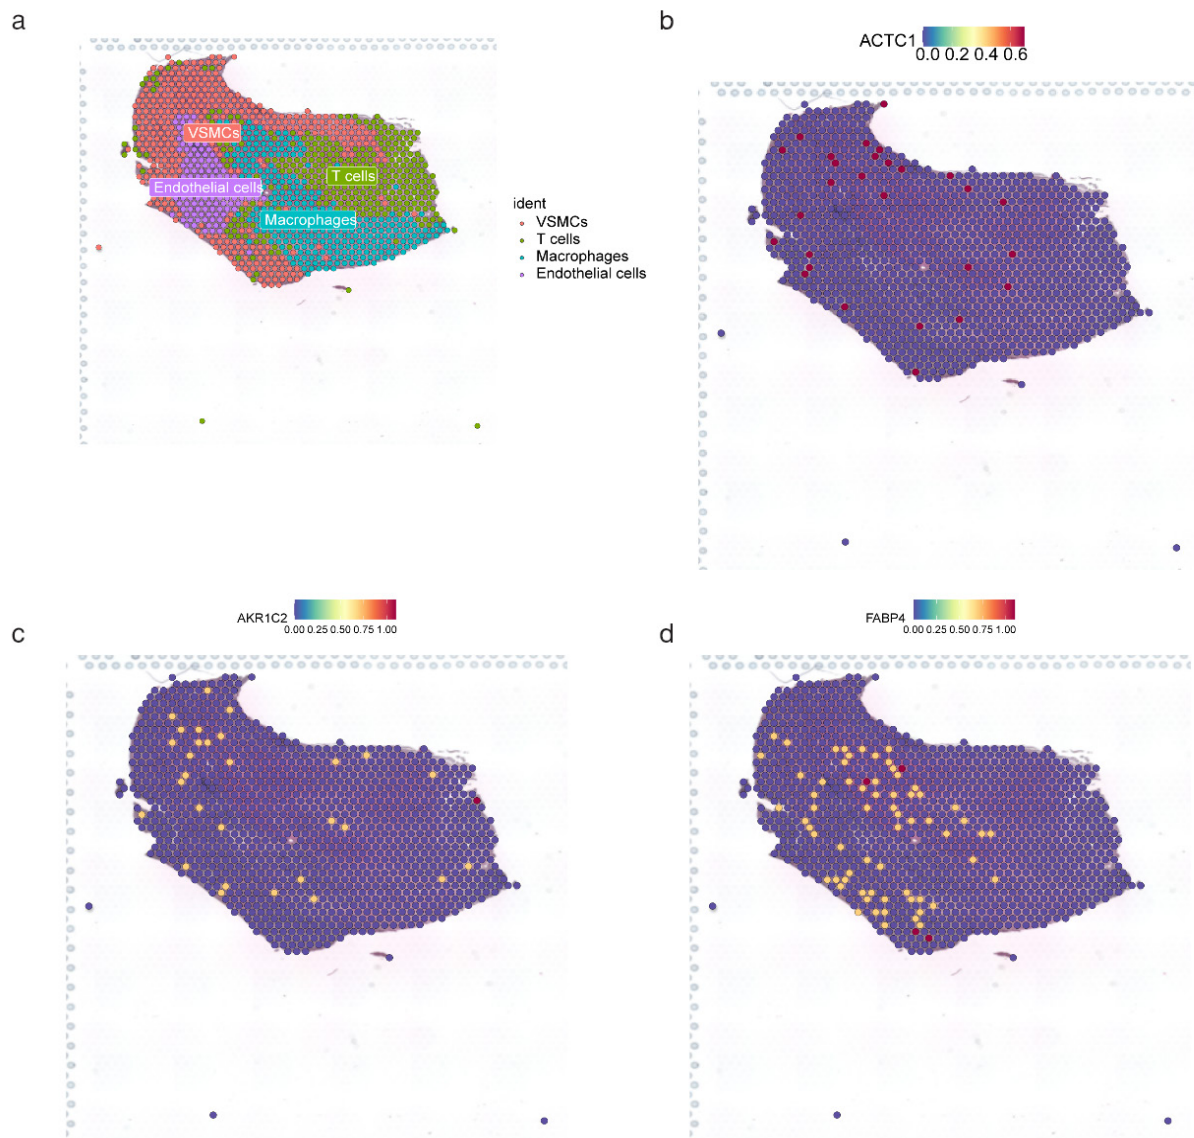 a
VSMCs
T cells
Endothelial cells
Macrophages
ident
VSMCs
T cells
Macrophages
Endothelial cells
b
ACTC1
0.0 0.2 0.4 0.6
c
AKR1C2
0.00 0.25 0.50 0.75 1.00
d
FABP4
0.00 0.25 0.50 0.75 1.00